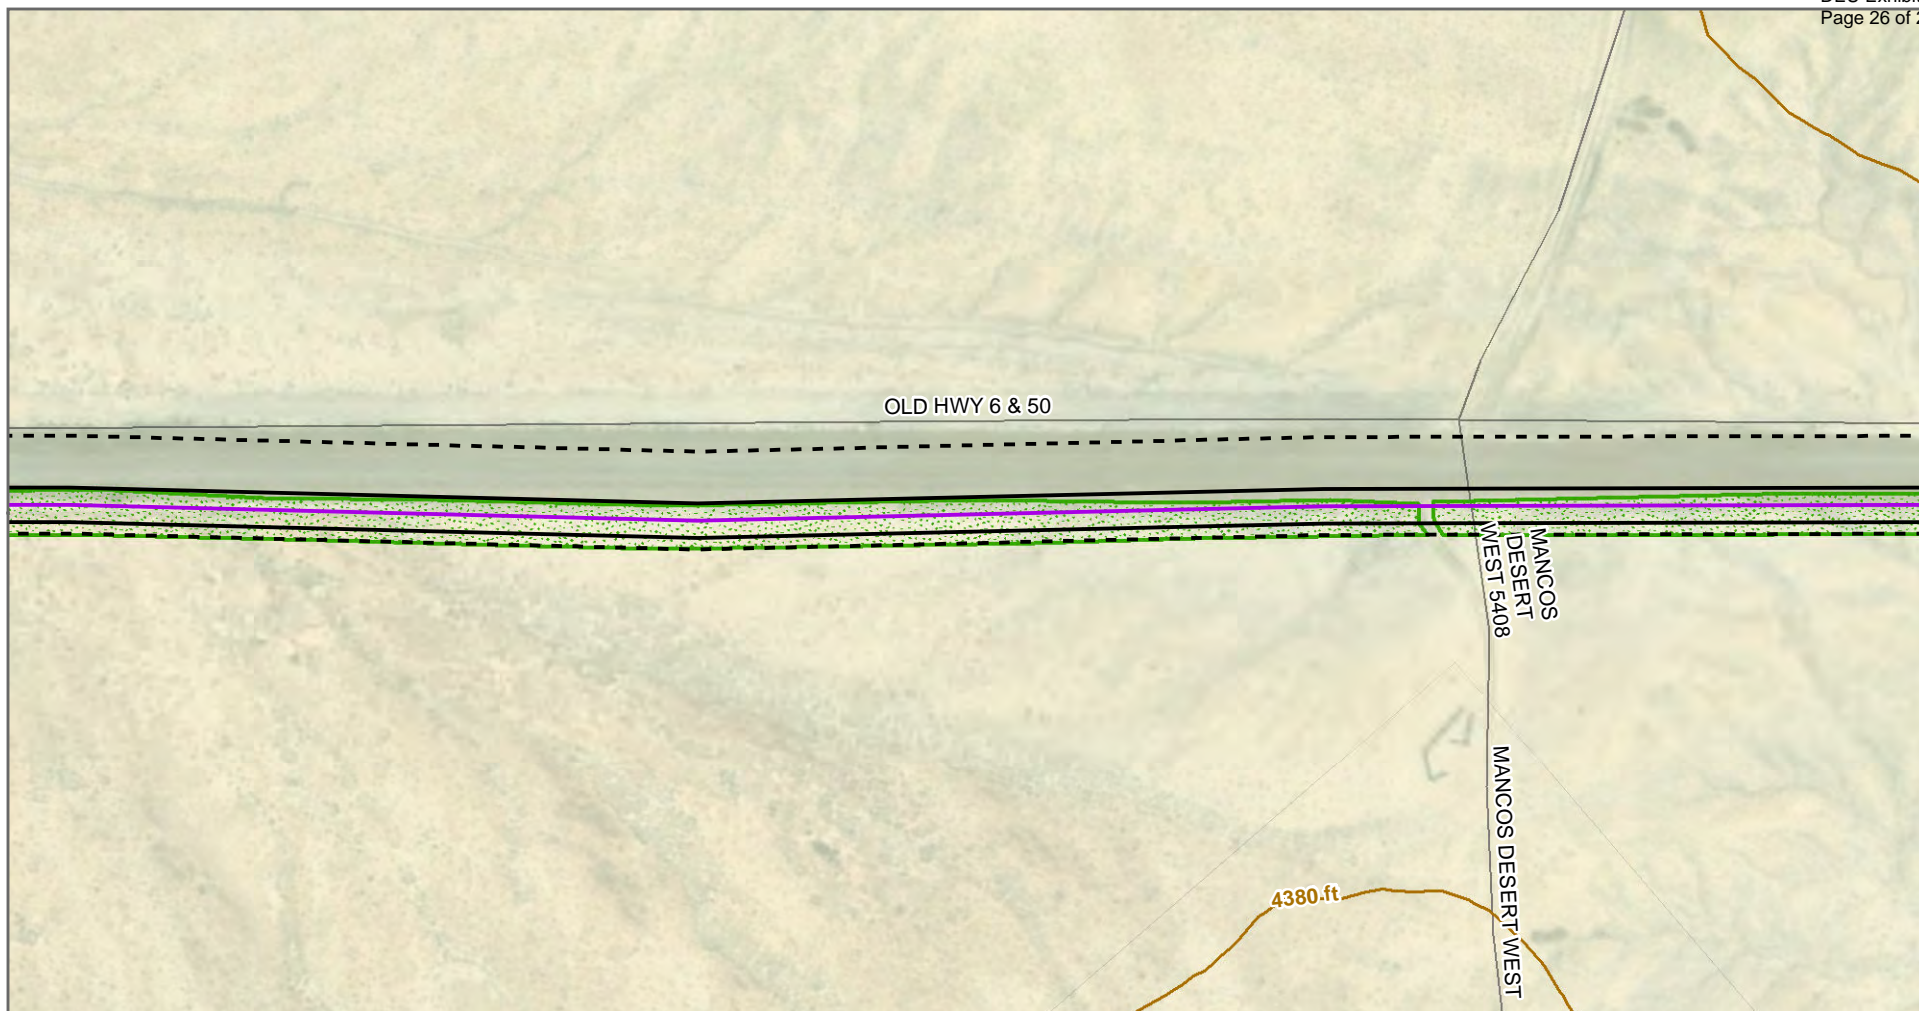 Page 26 of
OLD HWY 6 & 50
MANCOS
DESERT
WEST 5408
MANCOS DESERT WEST
4380 ft